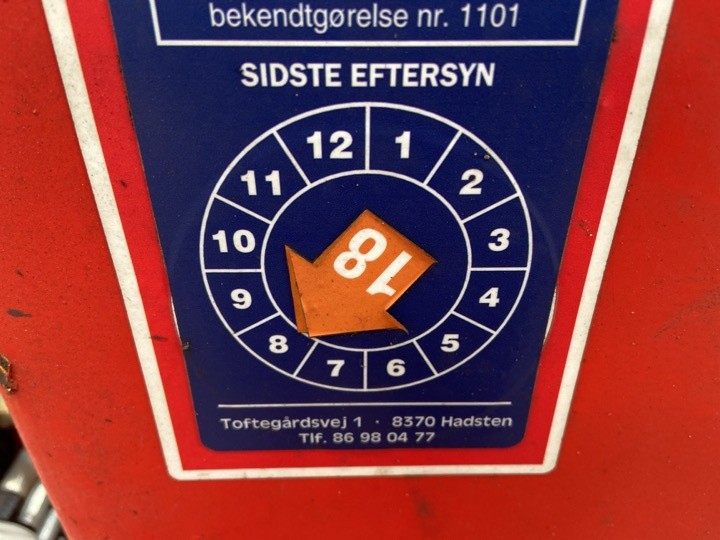 bekendtgørelse nr. 1101
SIDSTE EFTERSYN
12 1
11 2
10 3
9 4
8 5
7 6
18
Toftegårdsvej 1 · 8370 Hadsten
Tlf. 86 98 04 77